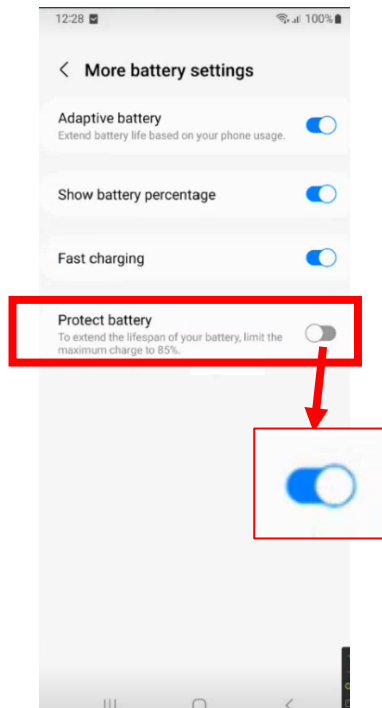 12:28 100%
More battery settings
Adaptive battery
Extend battery life based on your phone usage.
Show battery percentage
Fast charging
Protect battery
To extend the lifespan of your battery, limit the
maximum charge to 85%.